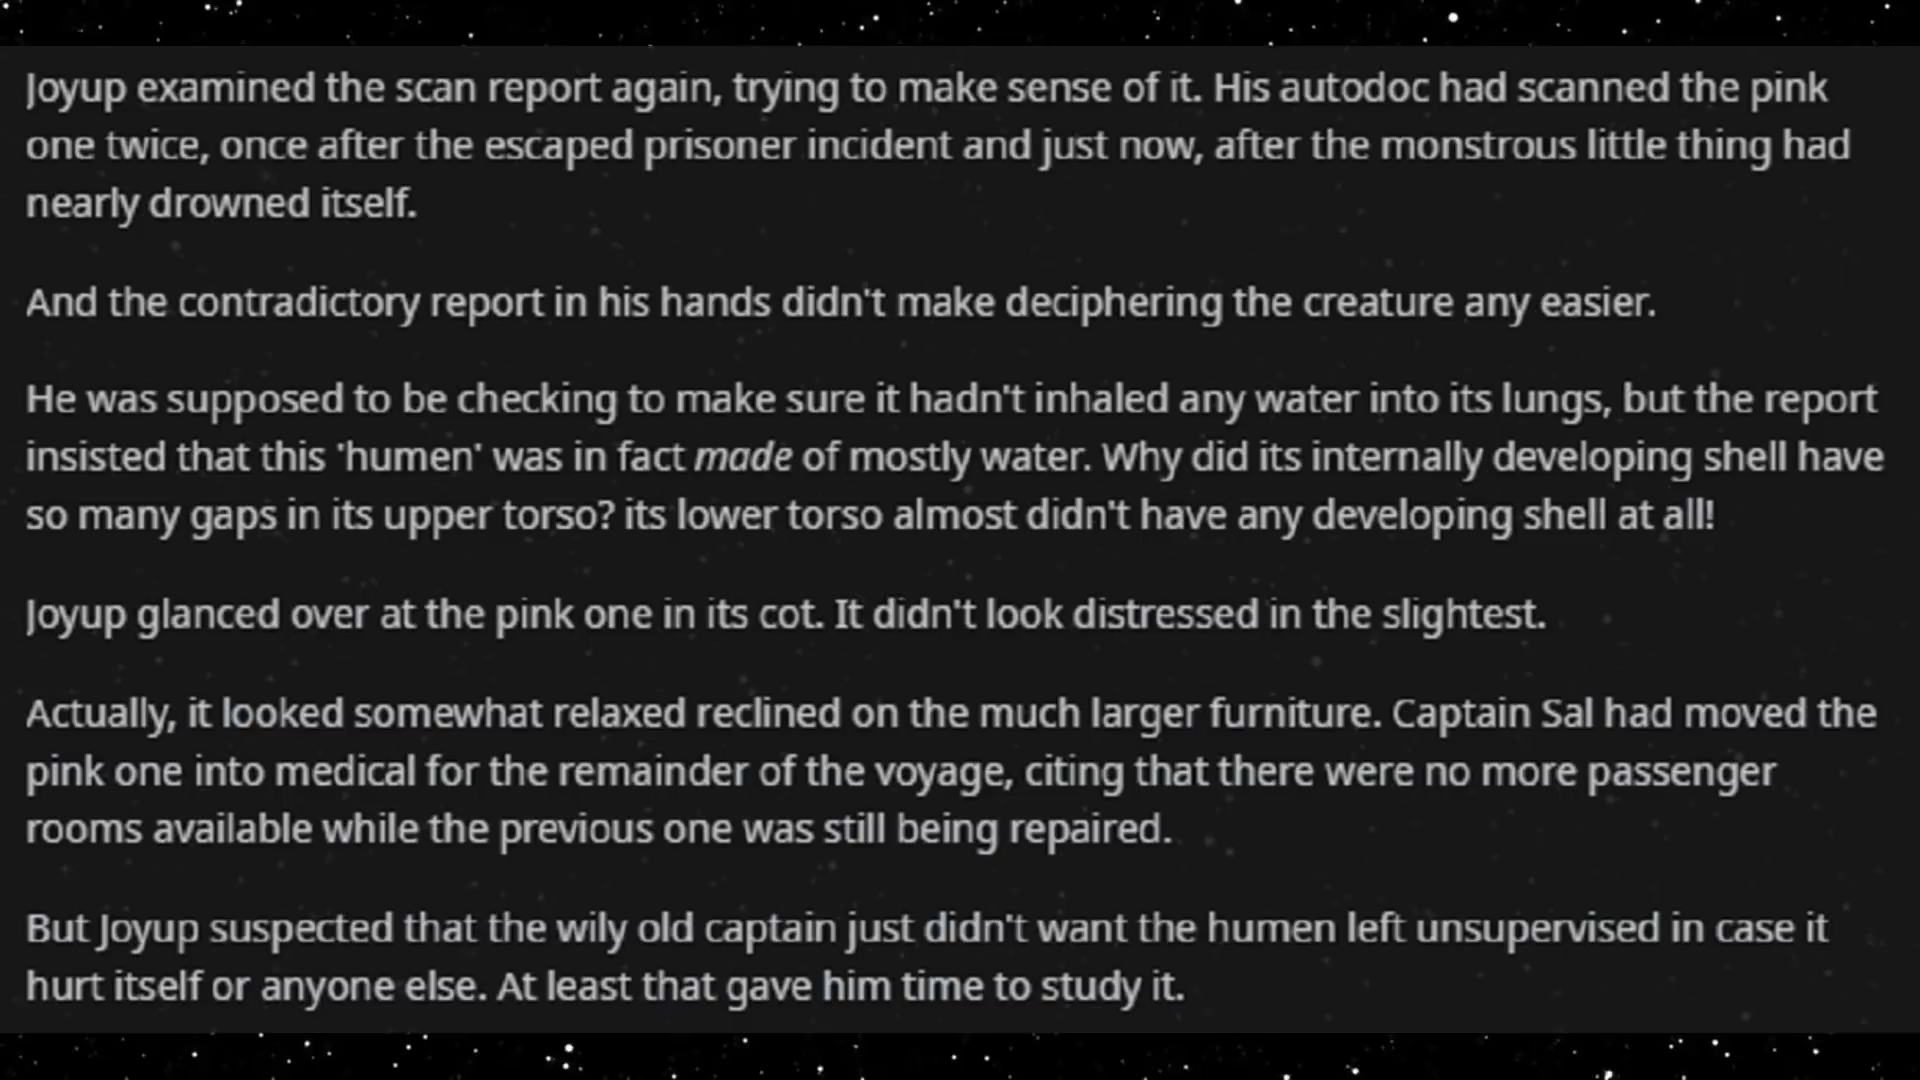 Joyup examined the scan report again, trying to make sense of it. His autodoc had scanned the pink
one twice, once after the escaped prisoner incident and just now, after the monstrous little thing had
nearly drowned itself.
And the contradictory report in his hands didn't make deciphering the creature any easier.
He was supposed to be checking to make sure it hadn't inhaled any water into its lungs, but the report
insisted that this 'humen' was in fact made of mostly water. Why did its internally developing shell have
so many gaps in its upper torso? its lower torso almost didn't have any developing shell at all!
Joyup glanced over at the pink one in its cot. It didn't look distressed in the slightest.
Actually, it looked somewhat relaxed reclined on the much larger furniture. Captain Sal had moved the
pink one into medical for the remainder of the voyage, citing that there were no more passenger
rooms available while the previous one was still being repaired.
But Joyup suspected that the wily old captain just didn't want the humen left unsupervised in case it
hurt itself or anyone else. At least that gave him time to study it.